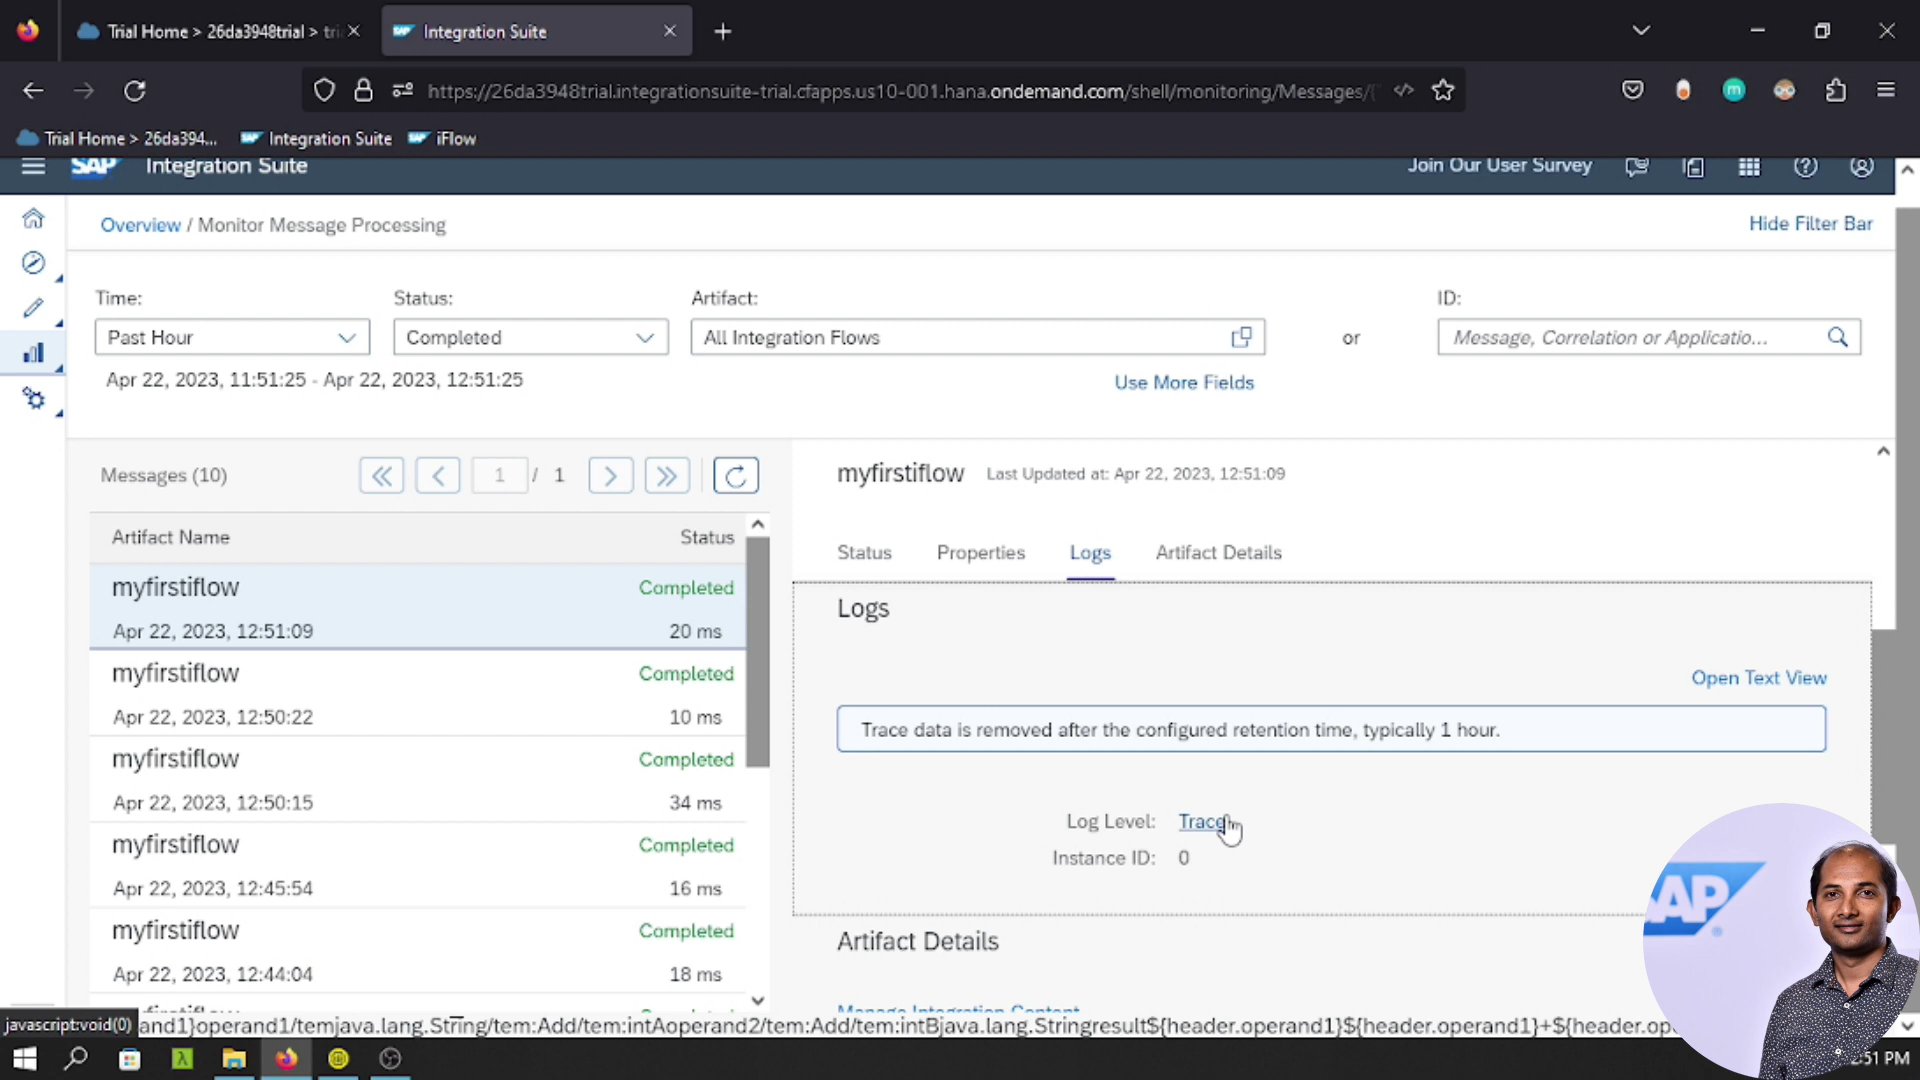 Trial Home > 26da3948trial > tri
Integration Suite
https://26da3948trial.integrationsuite-trial.cfapps.us10-001.hana.ondemand.com/shell/monitoring/Messages/{
Trial Home > 26da394...
Integration Suite
iFlow
SAP
Integration Suite
Join Our User Survey
Overview / Monitor Message Processing
Hide Filter Bar
Time:
Status:
Artifact:
ID:
Past Hour
Completed
All Integration Flows
or
Message, Correlation or Applicatio...
Apr 22, 2023, 11:51:25 - Apr 22, 2023, 12:51:25
Use More Fields
Messages (10)
1 / 1
Artifact Name
Status
myfirstiflow
Completed
Apr 22, 2023, 12:51:09
20 ms
myfirstiflow
Completed
Apr 22, 2023, 12:50:22
10 ms
myfirstiflow
Completed
Apr 22, 2023, 12:50:15
34 ms
myfirstiflow
Completed
Apr 22, 2023, 12:45:54
16 ms
myfirstiflow
Completed
Apr 22, 2023, 12:44:04
18 ms
myfirstiflow
Last Updated at: Apr 22, 2023, 12:51:09
Status
Properties
Logs
Artifact Details
Logs
Open Text View
Trace data is removed after the configured retention time, typically 1 hour.
Log Level: Trace
Instance ID: 0
Artifact Details
Manage Integration Content
javascript:void(0)
and1}operand1/temjava.lang.String/tem:Add/tem:intAoperand2/tem:Add/tem:intBjava.lang.Stringresult${header.operand1}${header.operand1}+${header.op
:51 PM